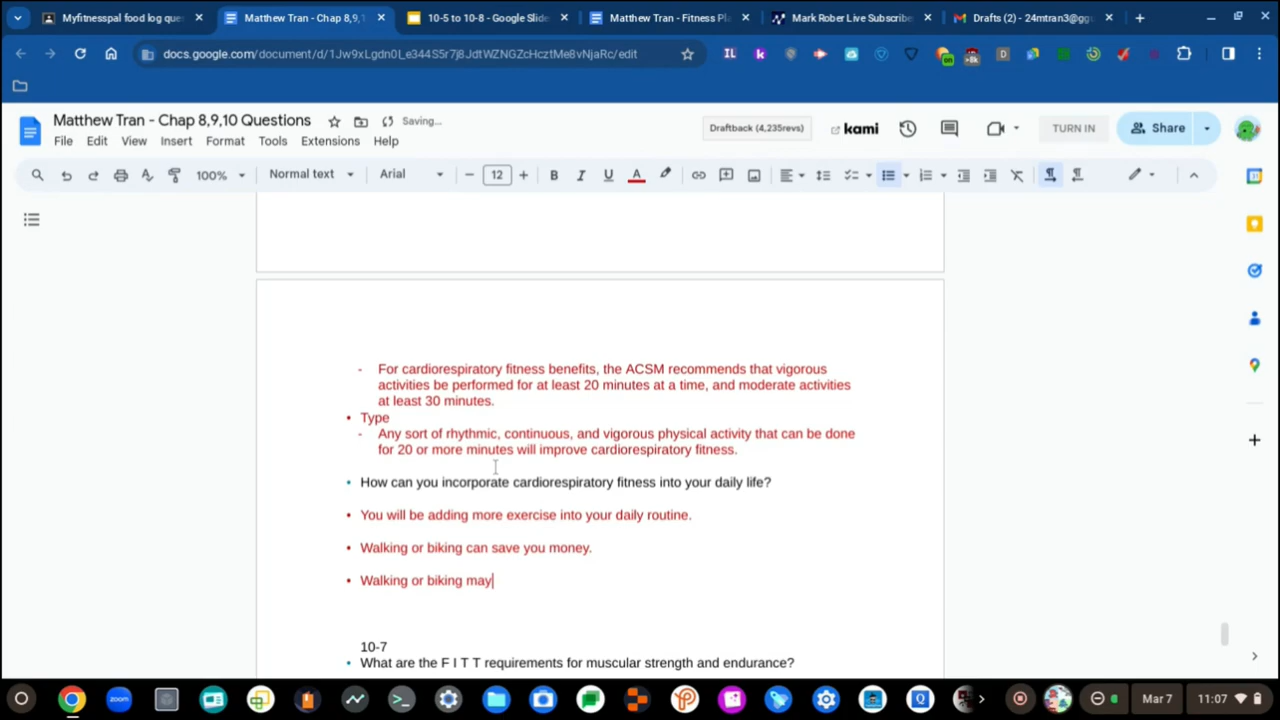 Myfitnesspal food log que
Matthew Tran - Chap 8,9,1
10-5 to 10-8 - Google Slide
Matthew Tran - Fitness Pl
Mark Rober Live Subscribe
Drafts (2) - 24mtran3@gg
docs.google.com/document/d/1Jw9xLgdn0l_e344S5r7j8JdtWZNGZcHcztMe8vNjaRc/edit
Matthew Tran - Chap 8,9,10 Questions
Saving…
File Edit View Insert Format Tools Extensions Help
Draftback (4,235revs)
kami
TURN IN
Share
100%
Normal text
Arial
12
- For cardiorespiratory fitness benefits, the ACSM recommends that vigorous
activities be performed for at least 20 minutes at a time, and moderate activities
at least 30 minutes.
• Type
- Any sort of rhythmic, continuous, and vigorous physical activity that can be done
for 20 or more minutes will improve cardiorespiratory fitness.
• How can you incorporate cardiorespiratory fitness into your daily life?
• You will be adding more exercise into your daily routine.
• Walking or biking can save you money.
• Walking or biking may
10-7
• What are the F I T T requirements for muscular strength and endurance?
zoom
Mar 7
11:07